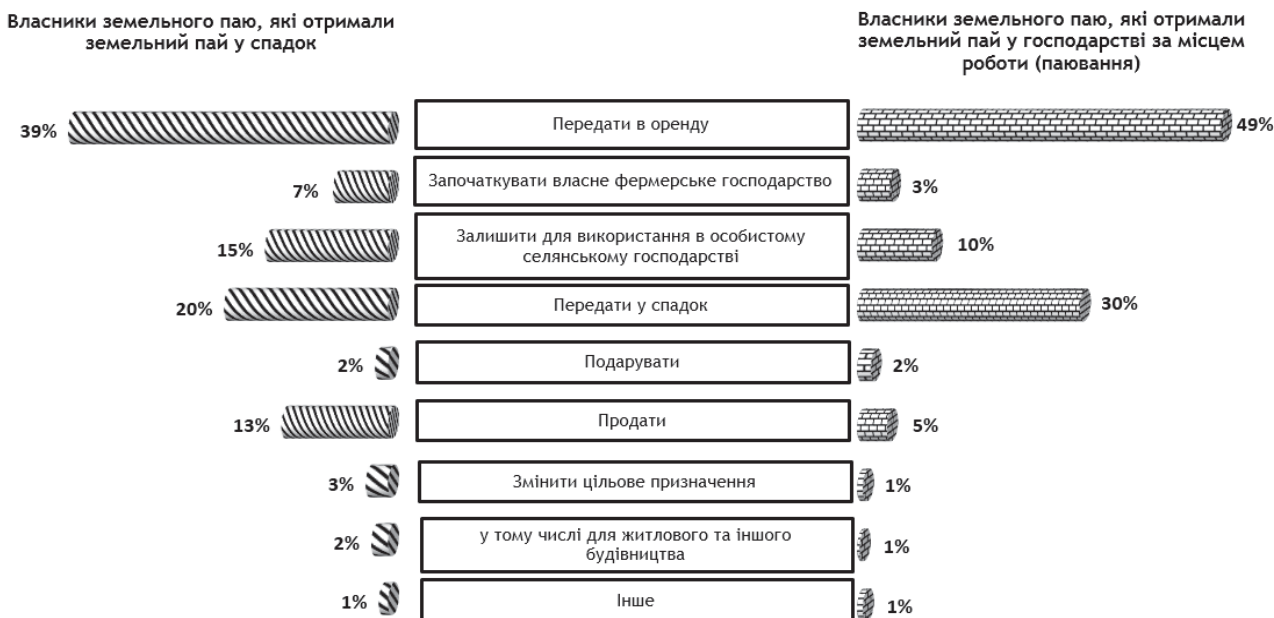 Власники земельного паю, які отримали
земельний пай у спадок
Власники земельного паю, які отримали
земельний пай у господарстві за місцем
роботи (паювання)
39%
Передати в оренду
49%
7%
Започаткувати власне фермерське господарство
3%
15%
Залишити для використання в особистому
селянському господарстві
10%
20%
Передати у спадок
30%
2%
Подарувати
2%
13%
Продати
5%
3%
Змінити цільове призначення
1%
2%
у тому числі для житлового та іншого
будівництва
1%
1%
Інше
1%